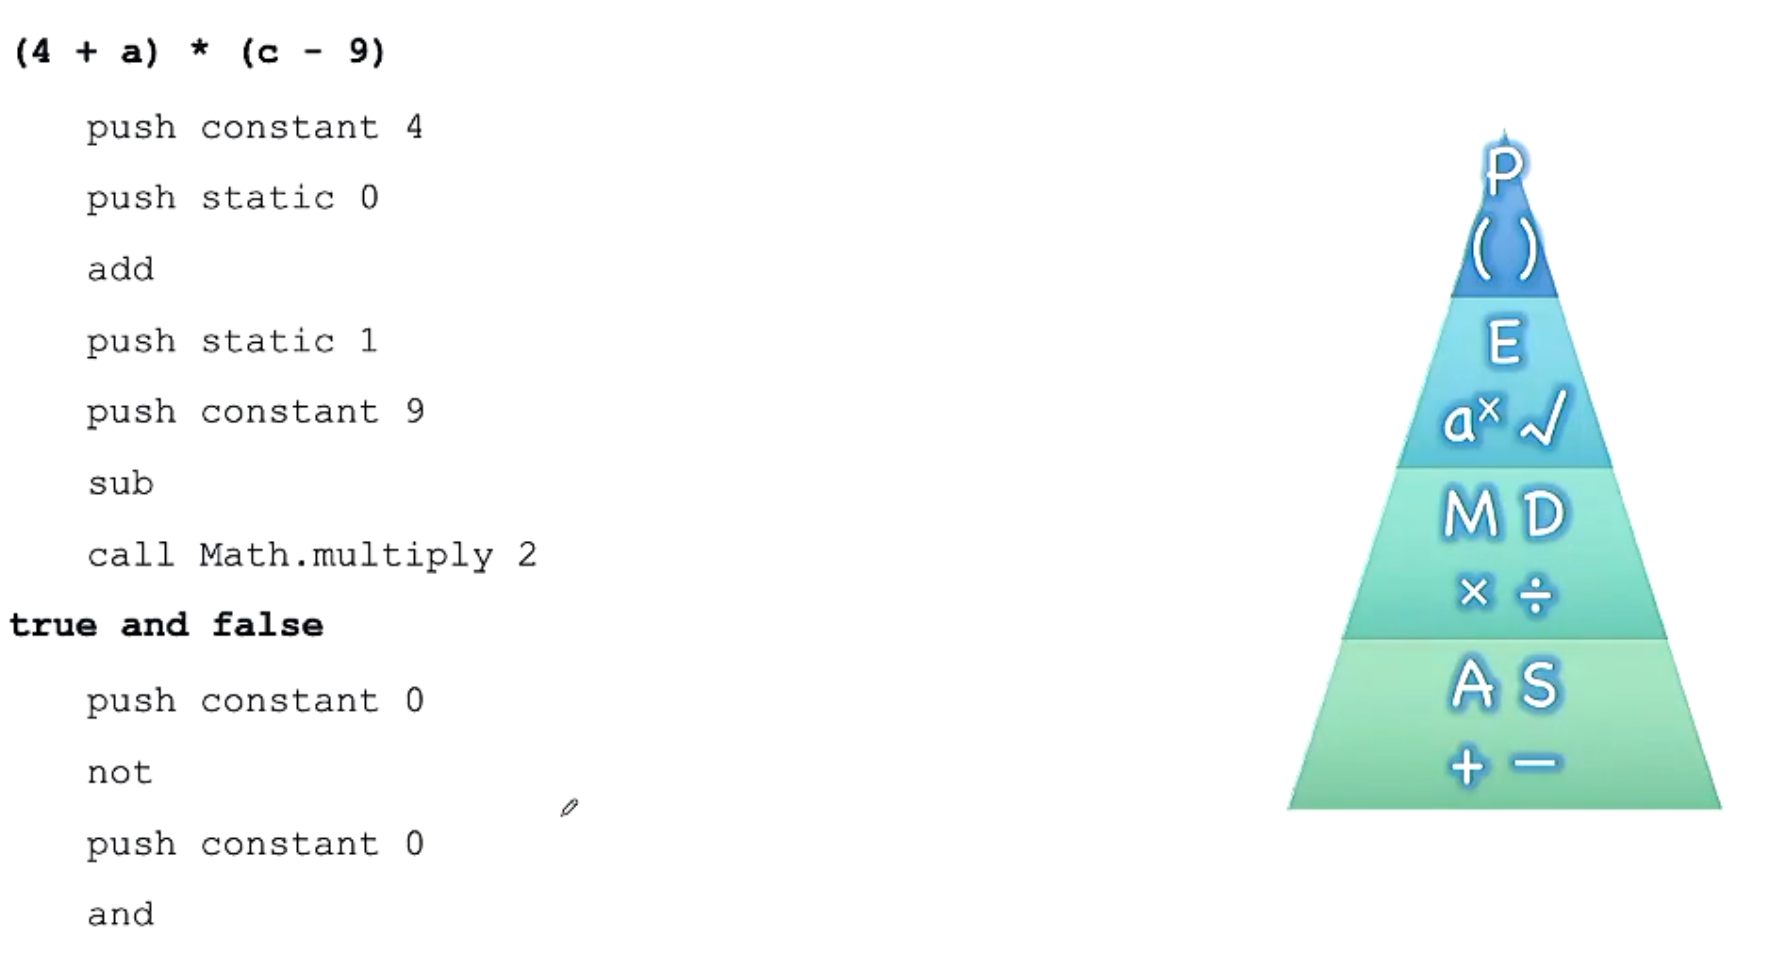 (4 + a) * (c - 9)
push constant 4
push static 0
add
push static 1
push constant 9
sub
call Math.multiply 2
true and false
push constant 0
not
push constant 0
and
P
( )
E
aˣ √
M D
× ÷
A S
+ −